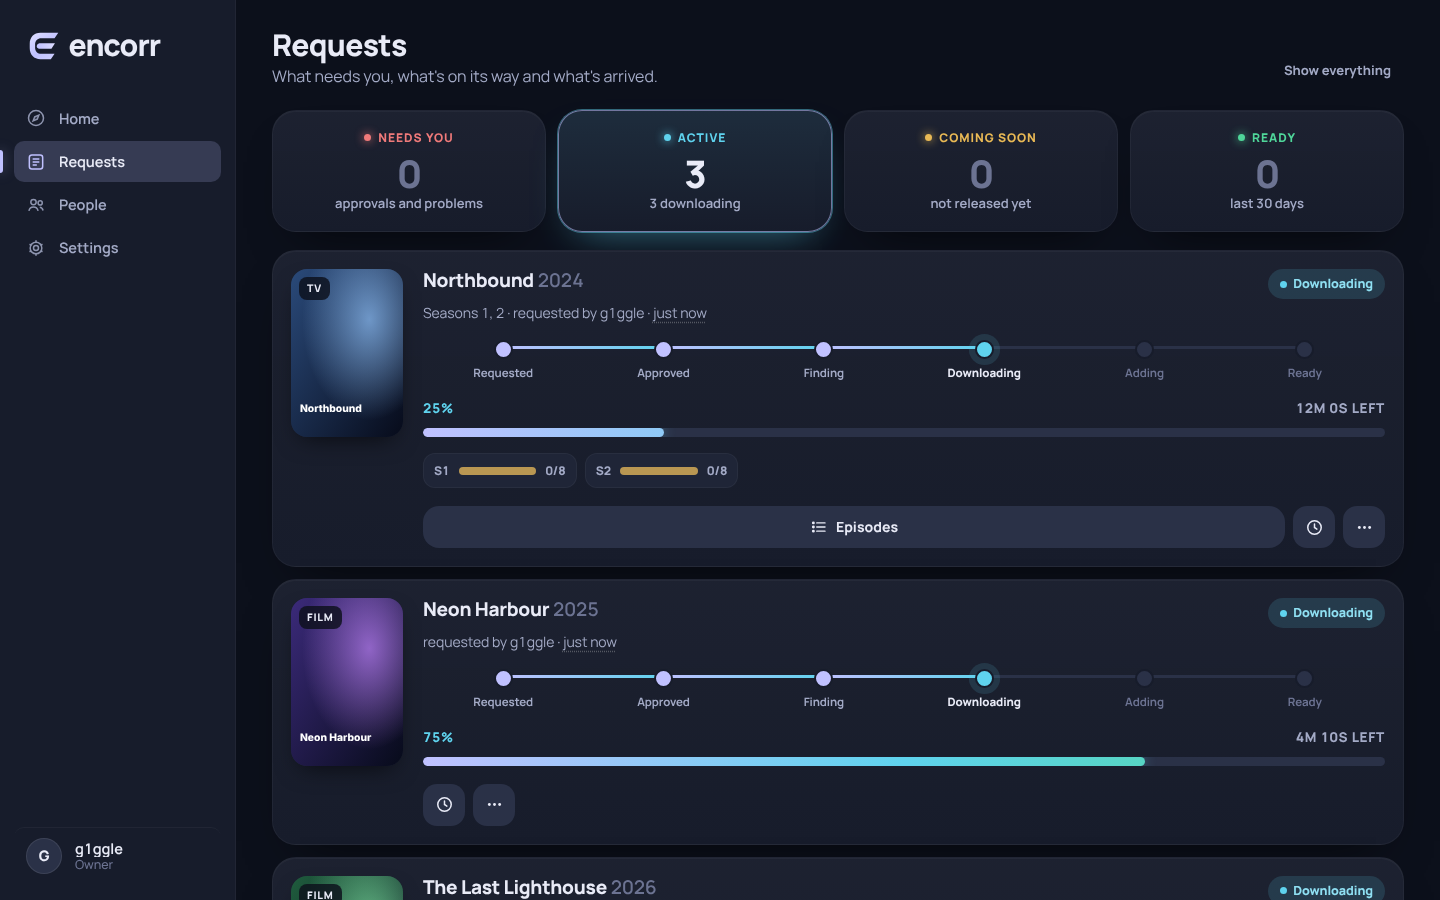 encorr
Home
Requests
People
Settings
G
g1ggle
Owner
Requests
What needs you, what's on its way and what's arrived.
Show everything
NEEDS YOU
0
approvals and problems
ACTIVE
3
3 downloading
COMING SOON
0
not released yet
READY
0
last 30 days
TV
Northbound
Northbound 2024
Downloading
Seasons 1, 2 · requested by g1ggle · just now
Requested
Approved
Finding
Downloading
Adding
Ready
25%
12M 0S LEFT
S1 0/8
S2 0/8
Episodes
FILM
Neon Harbour
Neon Harbour 2025
Downloading
requested by g1ggle · just now
Requested
Approved
Finding
Downloading
Adding
Ready
75%
4M 10S LEFT
FILM
The Last Lighthouse 2026
Downloading